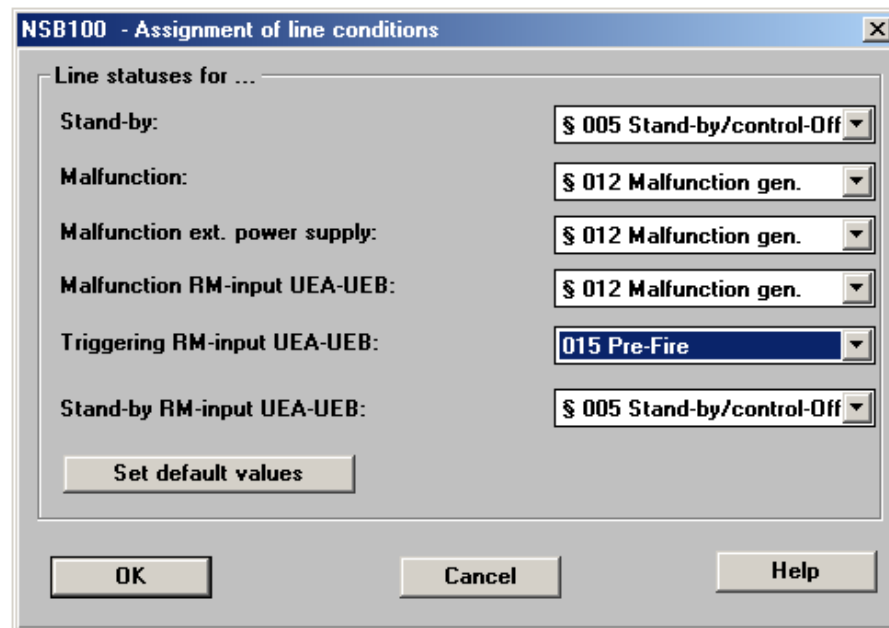 NSB100 - Assignment of line conditions
Line statuses for ...
Stand-by: § 005 Stand-by/control-Off
Malfunction: § 012 Malfunction gen.
Malfunction ext. power supply: § 012 Malfunction gen.
Malfunction RM-input UEA-UEB: § 012 Malfunction gen.
Triggering RM-input UEA-UEB: 015 Pre-Fire
Stand-by RM-input UEA-UEB: § 005 Stand-by/control-Off
Set default values
OK Cancel Help